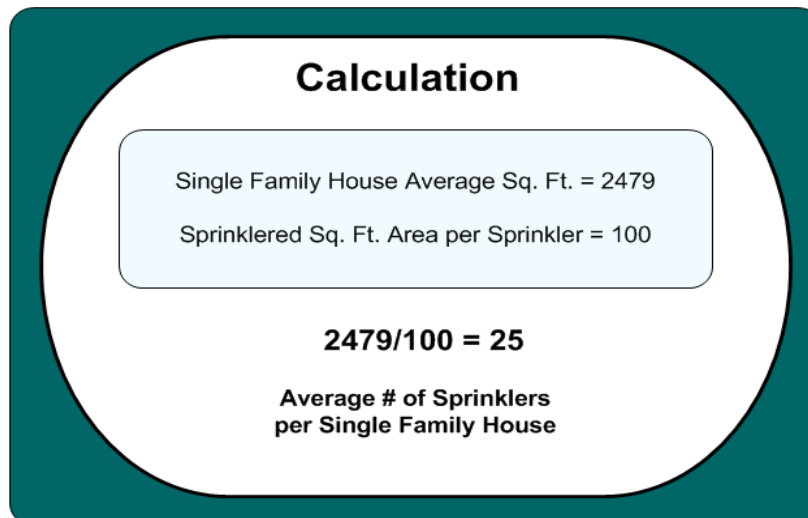 Calculation
Single Family House Average Sq. Ft. = 2479
Sprinklered Sq. Ft. Area per Sprinkler = 100
2479/100 = 25
Average # of Sprinklers
per Single Family House